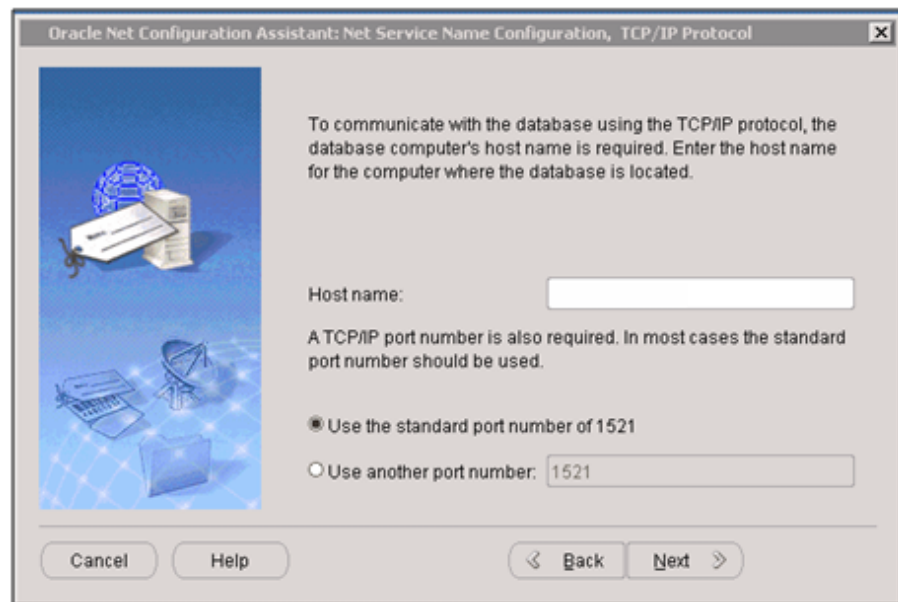 Oracle Net Configuration Assistant: Net Service Name Configuration, TCP/IP Protocol
To communicate with the database using the TCP/IP protocol, the
database computer's host name is required. Enter the host name
for the computer where the database is located.
Host name:
A TCP/IP port number is also required. In most cases the standard
port number should be used.
Use the standard port number of 1521
Use another port number: 1521
Cancel Help Back Next